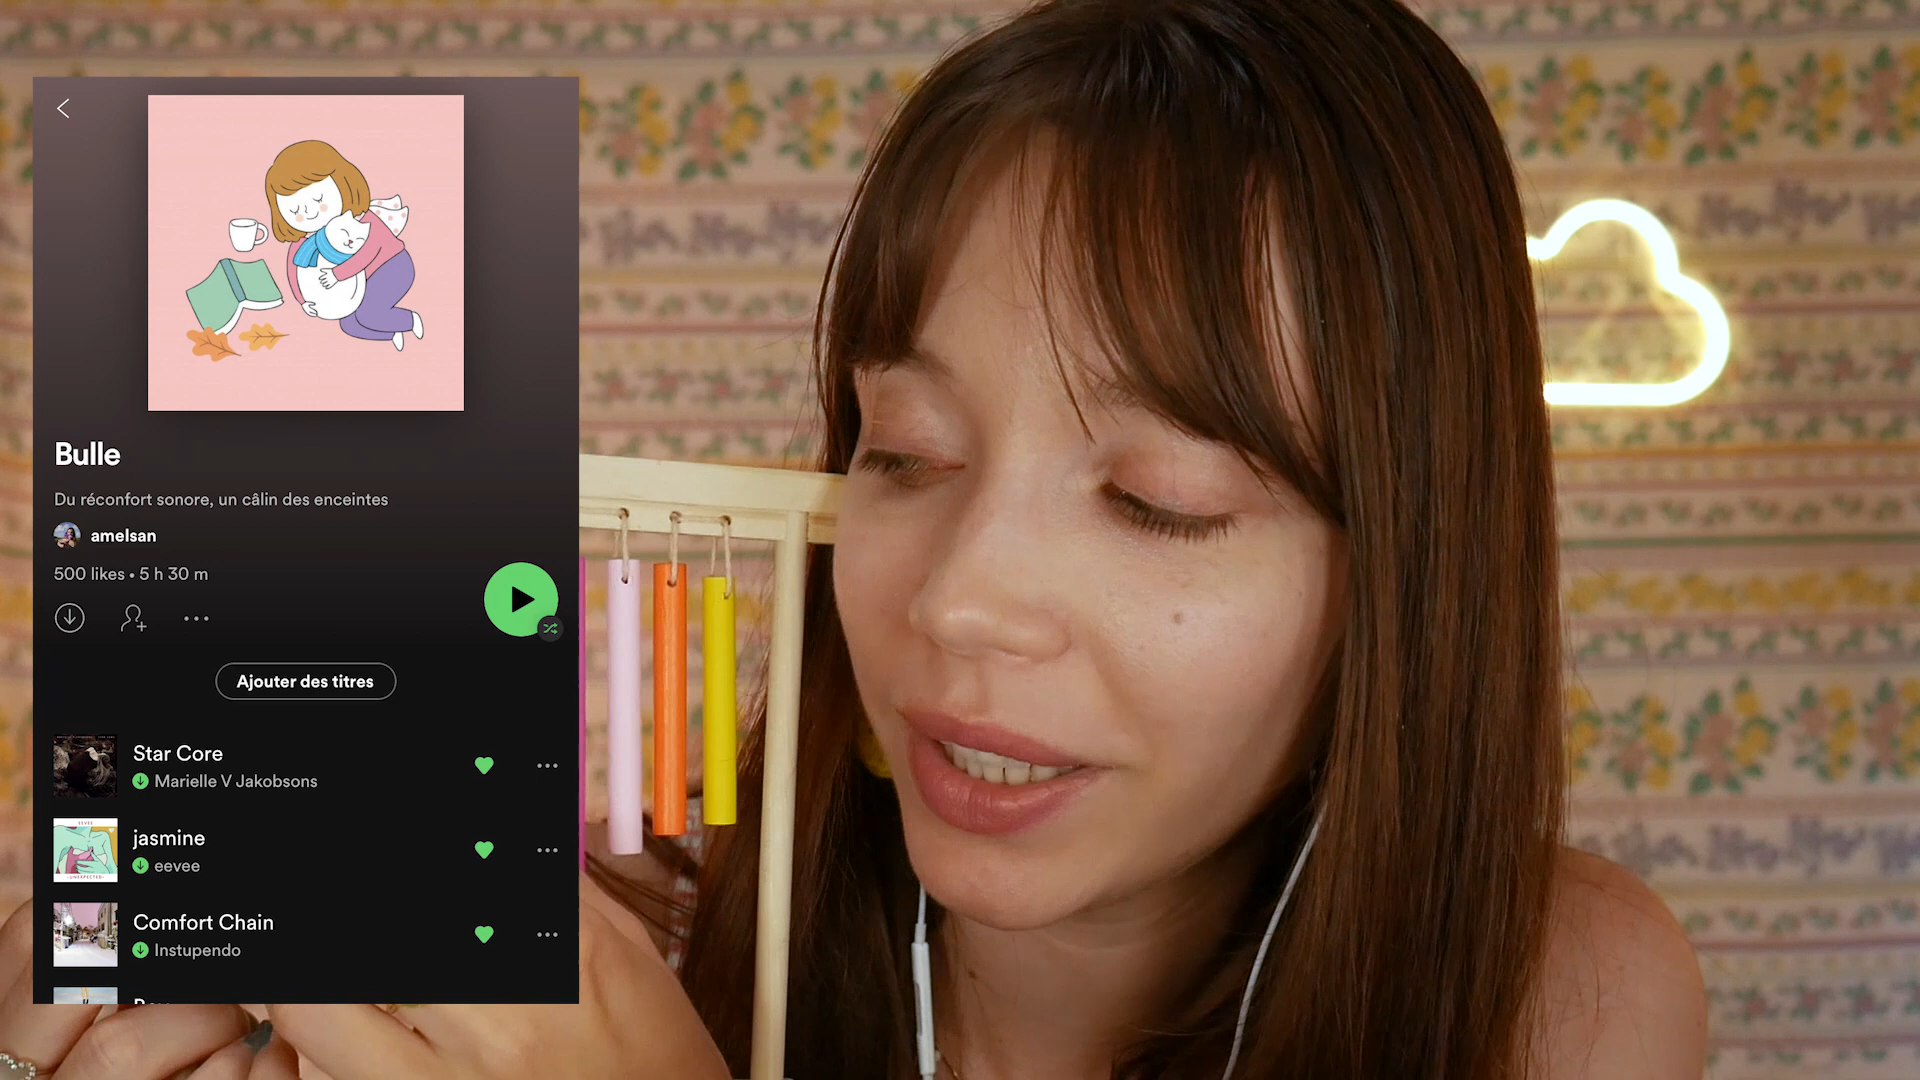 Bulle
Du réconfort sonore, un câlin des enceintes
amelsan
500 likes • 5 h 30 m
Ajouter des titres
Star Core
Marielle V Jakobsons
jasmine
eevee
Comfort Chain
Instupendo